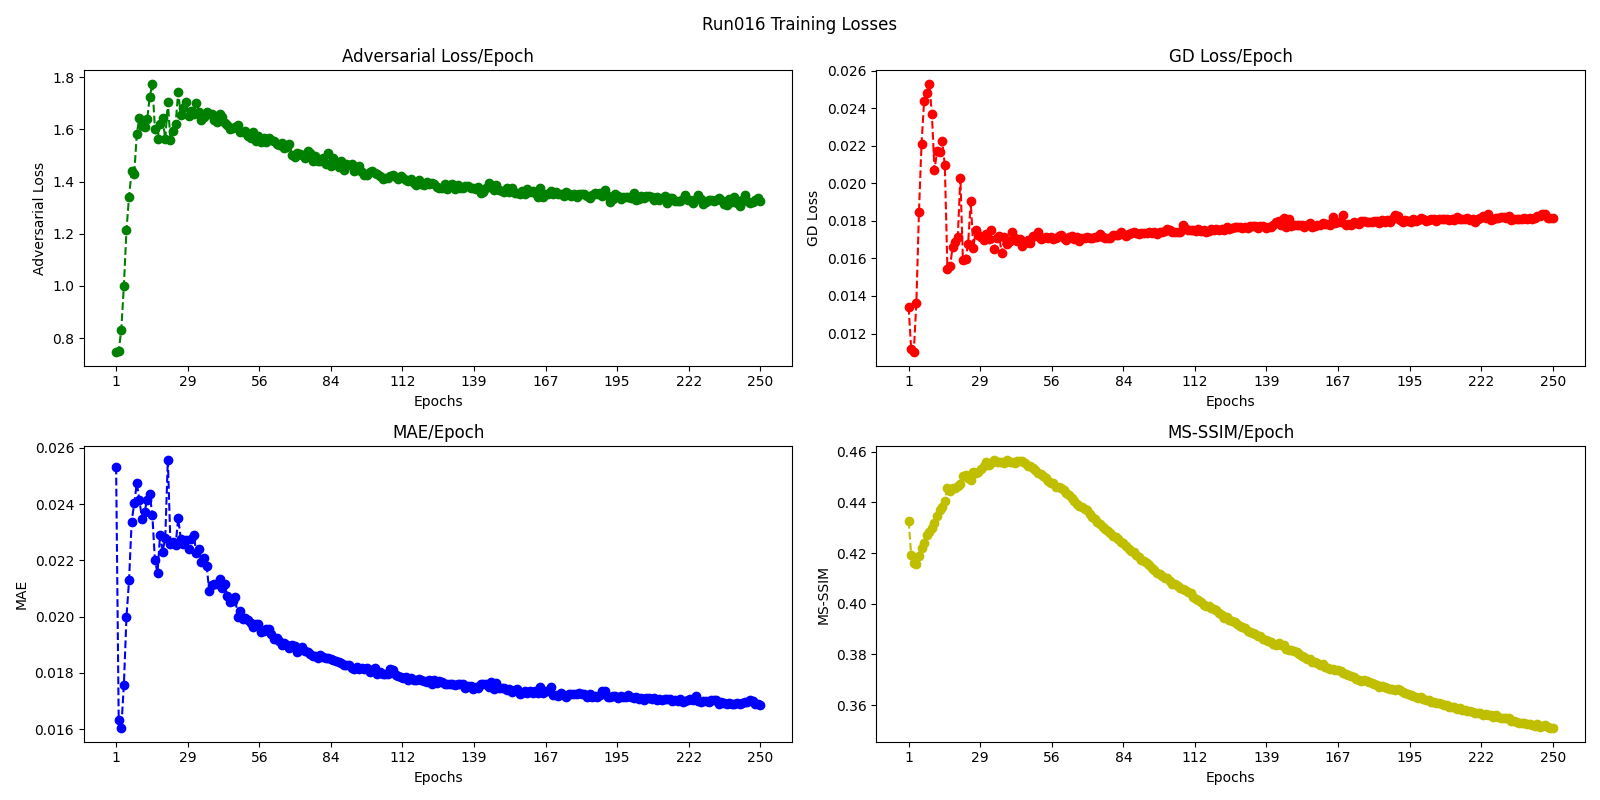 Run016 Training Losses
Adversarial Loss/Epoch
Adversarial Loss
1.8
1.6
1.4
1.2
1.0
0.8
1 29 56 84 112 139 167 195 222 250
Epochs
GD Loss/Epoch
GD Loss
0.026
0.024
0.022
0.020
0.018
0.016
0.014
0.012
1 29 56 84 112 139 167 195 222 250
Epochs
MAE/Epoch
MAE
0.026
0.024
0.022
0.020
0.018
0.016
1 29 56 84 112 139 167 195 222 250
Epochs
MS-SSIM/Epoch
MS-SSIM
0.46
0.44
0.42
0.40
0.38
0.36
1 29 56 84 112 139 167 195 222 250
Epochs